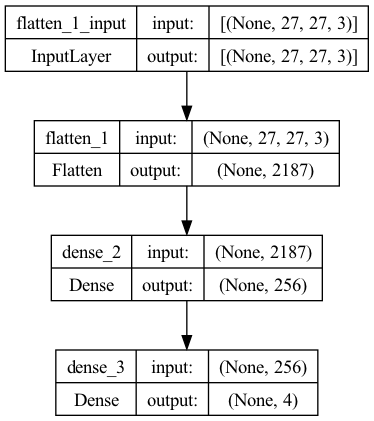 flatten_1_input input: [(None, 27, 27, 3)]
InputLayer output: [(None, 27, 27, 3)]
flatten_1 input: (None, 27, 27, 3)
Flatten output: (None, 2187)
dense_2 input: (None, 2187)
Dense output: (None, 256)
dense_3 input: (None, 256)
Dense output: (None, 4)